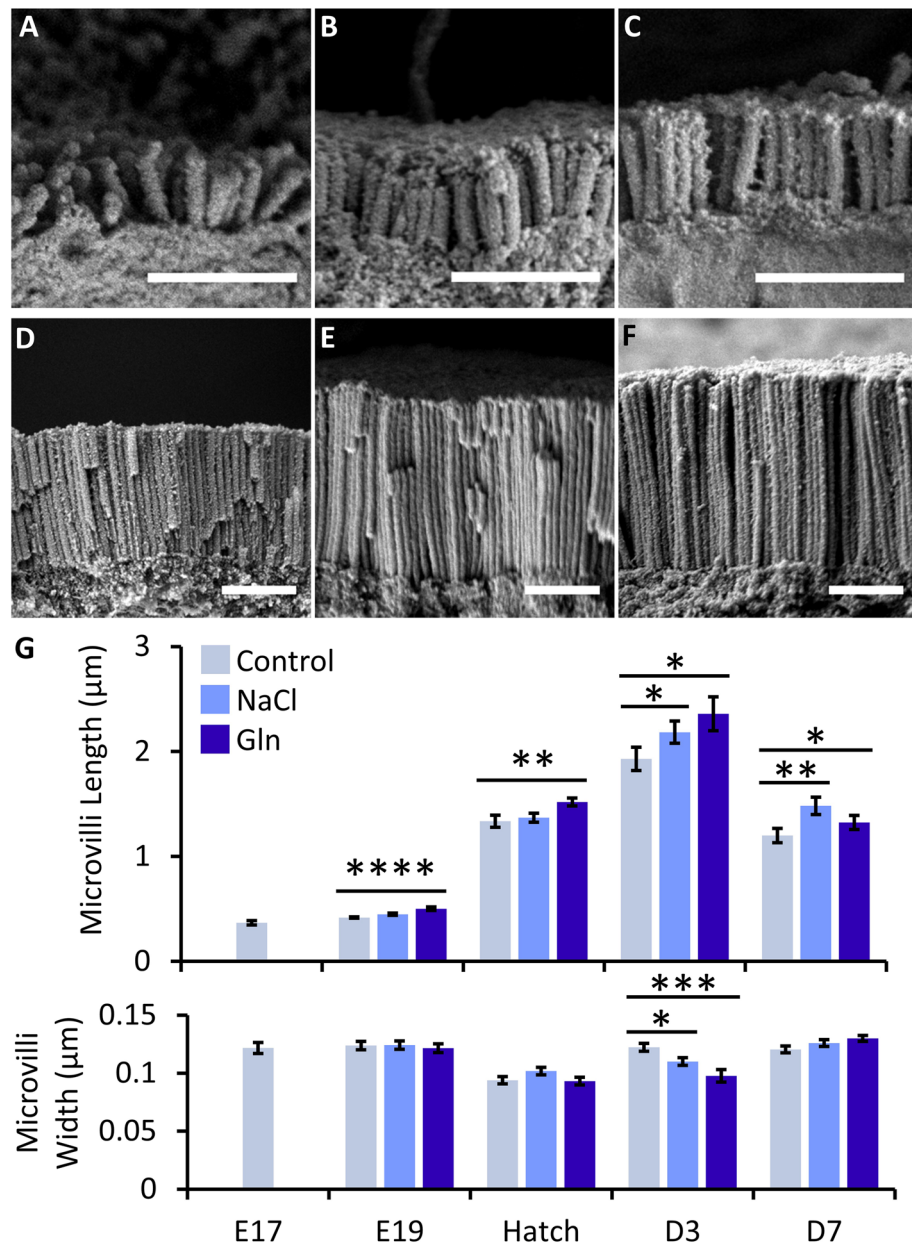 A
B
C
D
E
F
G
3
2
1
0
Microvilli Length (µm)
Control
NaCl
Gln
****
**
*
*
*
**
0.15
0.1
0.05
0
Microvilli
Width (µm)
***
*
E17 E19 Hatch D3 D7